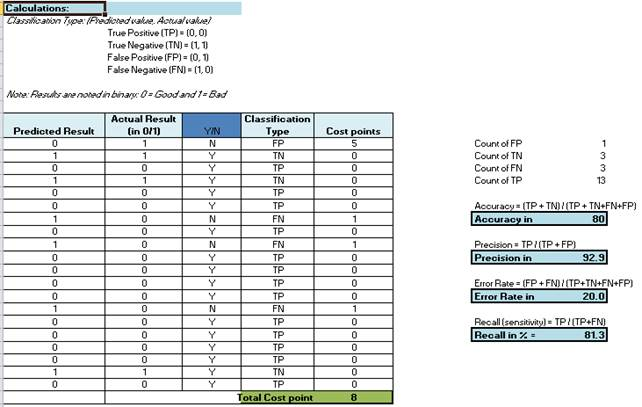 Calculations:
Classification Type: (Predicted value, Actual value)
True Positive (TP) = (0, 0)
True Negative (TN) = (1, 1)
False Positive (FP) = (0, 1)
False Negative (FN) = (1, 0)
Note: Results are noted in binary: 0 = Good and 1= Bad
Predicted Result Actual Result (in 0/1) Y/N Classification Type Cost points
0 1 N FP 5
1 1 Y TN 0
0 0 Y TP 0
1 1 Y TN 0
0 0 Y TP 0
0 0 Y TP 0
1 0 N FN 1
0 0 Y TP 0
1 0 N FN 1
0 0 Y TP 0
0 0 Y TP 0
0 0 Y TP 0
0 0 Y TP 0
1 0 N FN 1
0 0 Y TP 0
0 0 Y TP 0
0 0 Y TP 0
0 0 Y TP 0
1 1 Y TN 0
0 0 Y TP 0
Total Cost point 8
Count of FP 1
Count of TN 3
Count of FN 3
Count of TP 13
Accuracy = (TP + TN) / (TP + TN+FN+FP)
Accuracy in 80
Precision = TP / (TP + FP)
Precision in 92.9
Error Rate = (FP + FN) / (TP+TN+FN+FP)
Error Rate in 20.0
Recall (sensitivity) = TP / (TP+FN)
Recall in % = 81.3